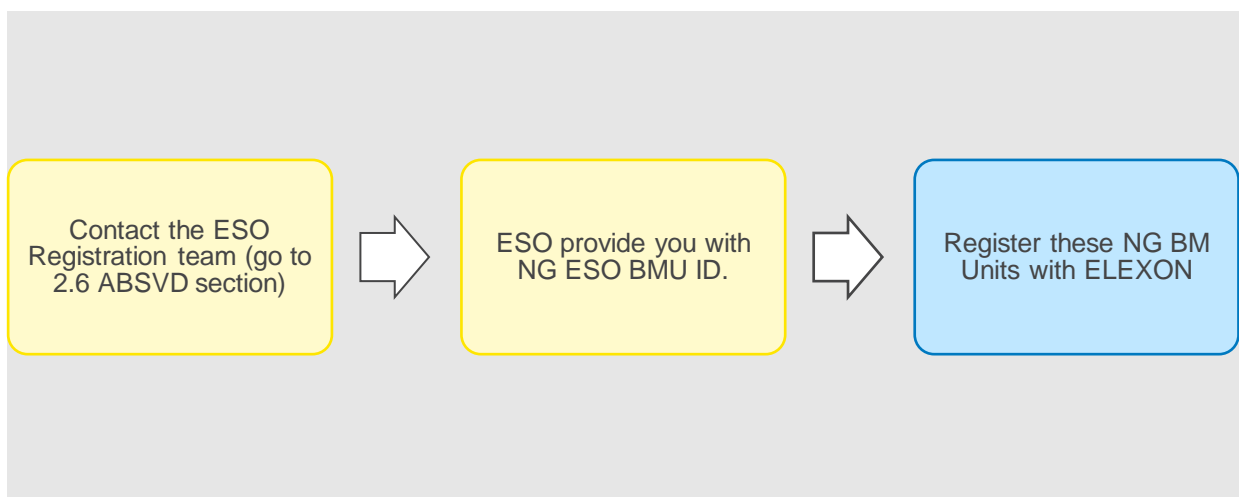 Contact the ESO
Registration team (go to
2.6 ABSVD section)
ESO provide you with
NG ESO BMU ID.
Register these NG BM
Units with ELEXON